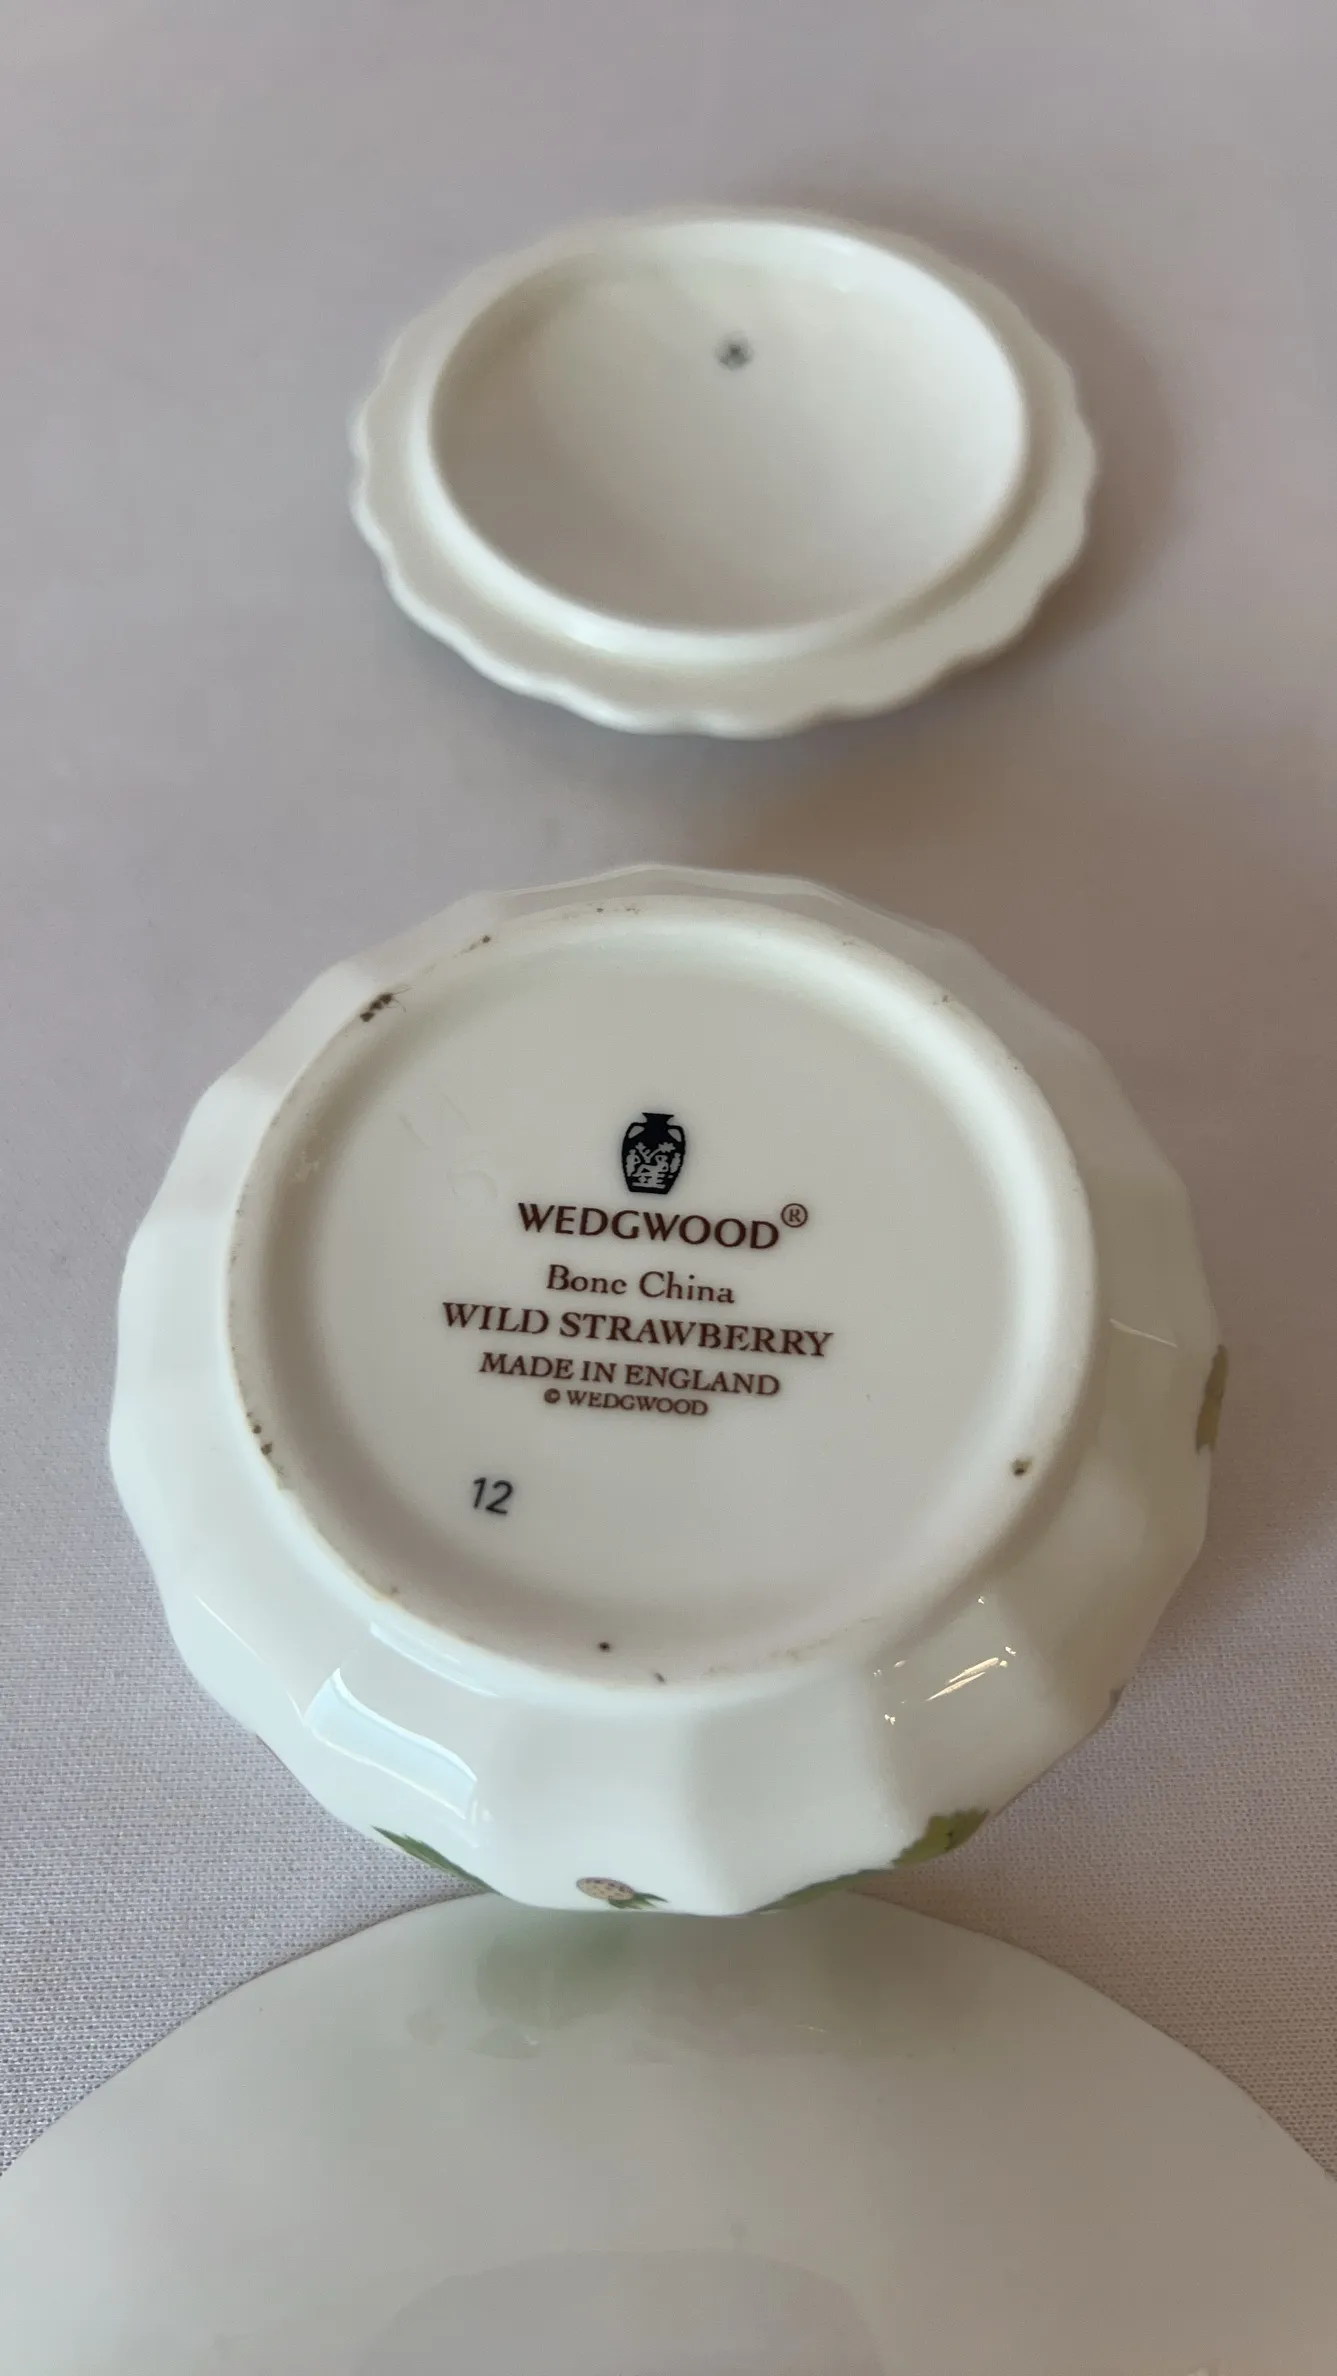 WEDGWOOD®
Bone China
WILD STRAWBERRY
MADE IN ENGLAND
© WEDGWOOD
12